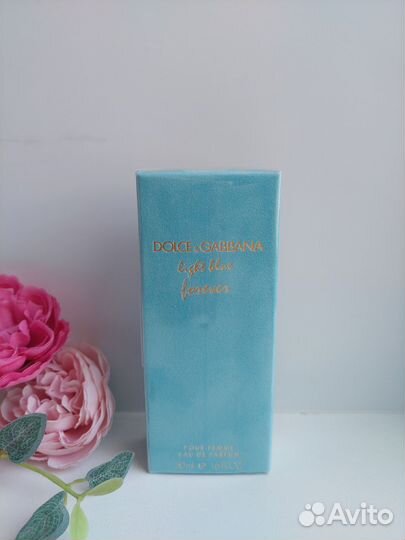 DOLCE & GABBANA
light blue
forever
POUR FEMME
EAU DE PARFUM
Avito